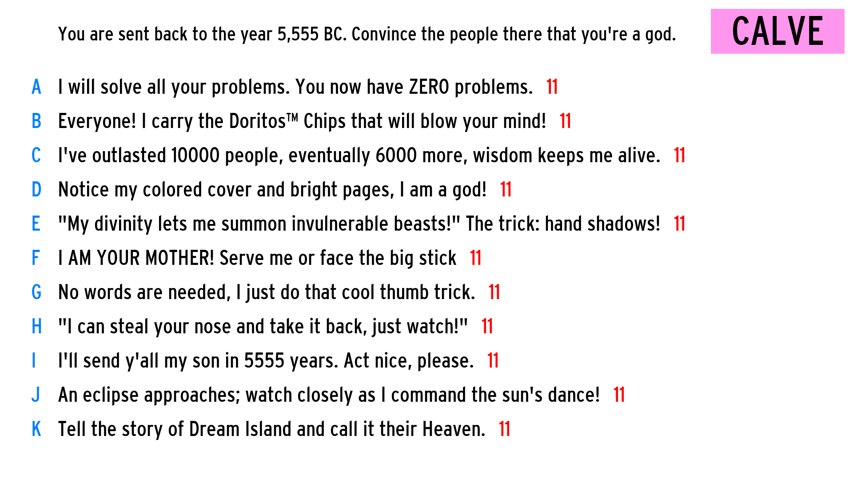 You are sent back to the year 5,555 BC. Convince the people there that you're a god.
CALVE
A I will solve all your problems. You now have ZERO problems. 11
B Everyone! I carry the Doritos™ Chips that will blow your mind! 11
C I've outlasted 10000 people, eventually 6000 more, wisdom keeps me alive. 11
D Notice my colored cover and bright pages, I am a god! 11
E "My divinity lets me summon invulnerable beasts!" The trick: hand shadows! 11
F I AM YOUR MOTHER! Serve me or face the big stick 11
G No words are needed, I just do that cool thumb trick. 11
H "I can steal your nose and take it back, just watch!" 11
I I'll send y'all my son in 5555 years. Act nice, please. 11
J An eclipse approaches; watch closely as I command the sun's dance! 11
K Tell the story of Dream Island and call it their Heaven. 11